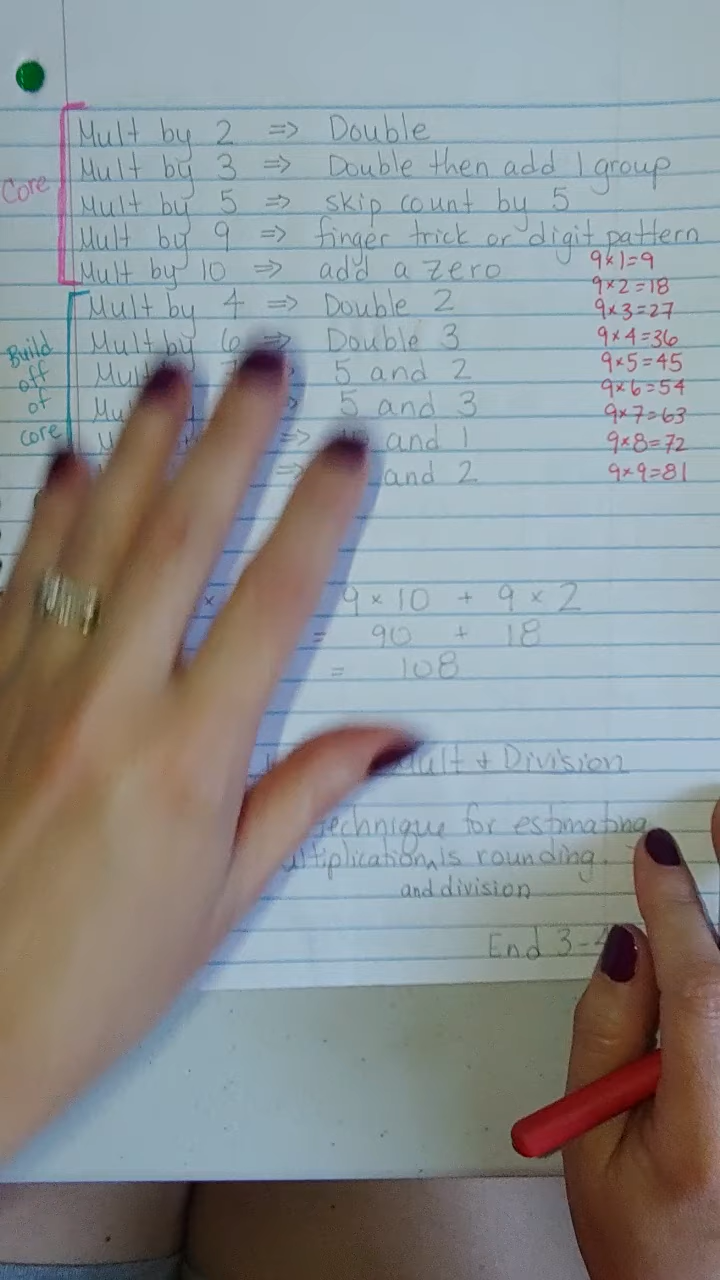 Core
Mult by 2 => Double
Mult by 3 => Double then add 1 group
Mult by 5 => skip count by 5
Mult by 9 => finger trick or digit pattern
Mult by 10 => add a zero
9×1=9
9×2=18
9×3=27
9×4=36
9×5=45
9×6=54
9×7=63
9×8=72
9×9=81
Build
off
of
core
Mult by 4 => Double 2
Mult by 6 => Double 3
5 and 2
5 and 3
=> and 1
=> and 2
× 9 × 10 + 9 × 2
= 90 + 18
= 108
+ Division
technique for estimating
is rounding.
and division
End 3-